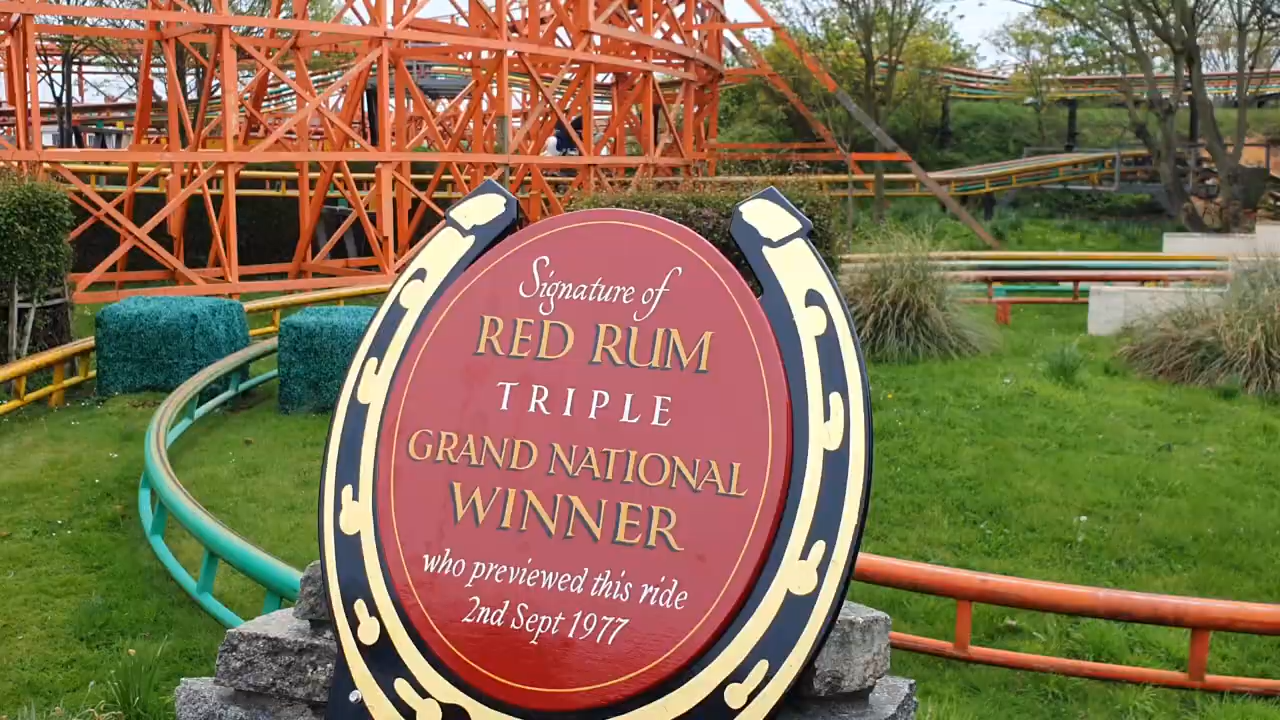 Signature of
RED RUM
TRIPLE
GRAND NATIONAL
WINNER
who previewed this ride
2nd Sept 1977